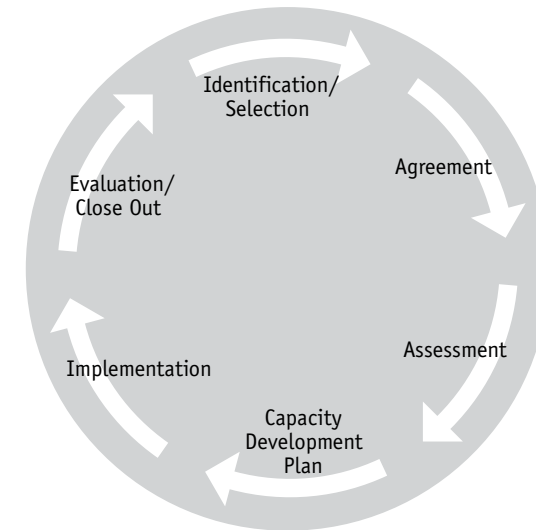 Identification/
Selection
Agreement
Assessment
Capacity
Development
Plan
Implementation
Evaluation/
Close Out